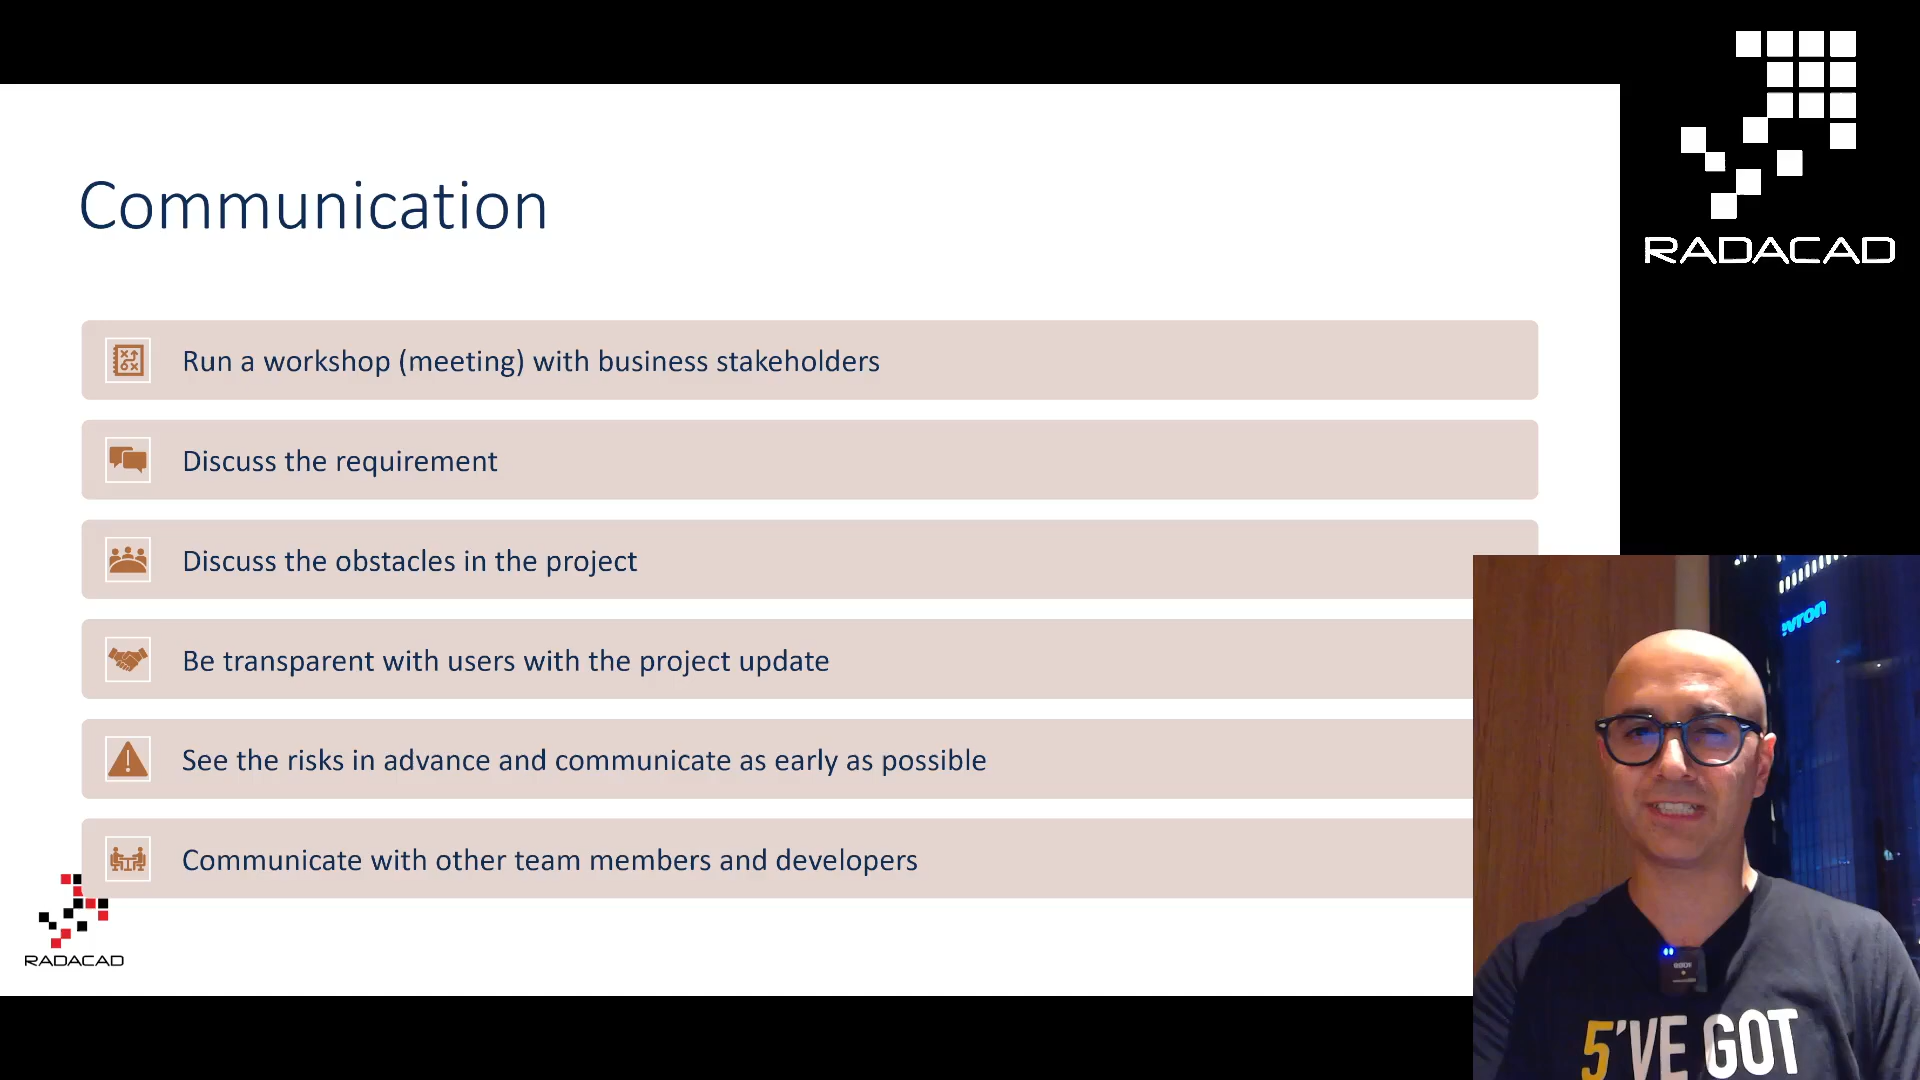 Communication
Run a workshop (meeting) with business stakeholders
Discuss the requirement
Discuss the obstacles in the project
Be transparent with users with the project update
See the risks in advance and communicate as early as possible
Communicate with other team members and developers
RADACAD
RADACAD
5'VE GOT